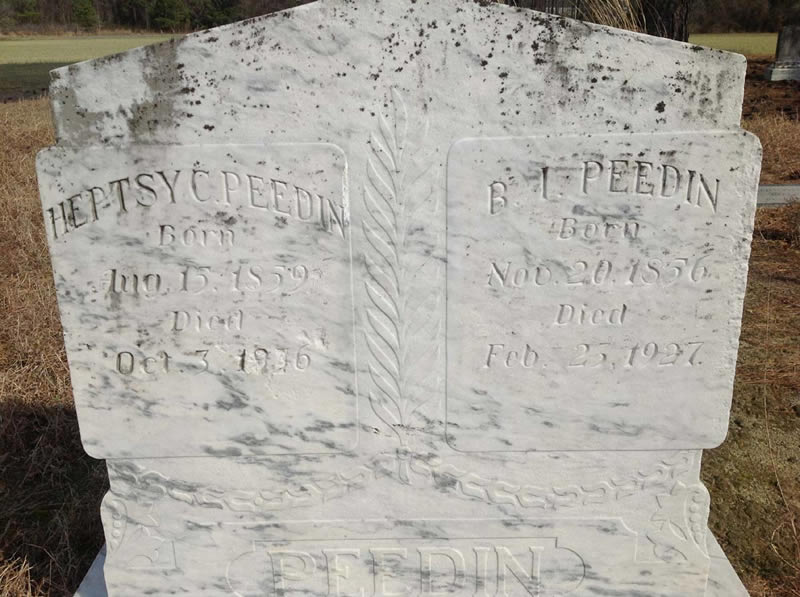 HEPTSY C. PEEDIN
Born
Aug. 15. 1859
Died
Oct. 3. 1936
B. I. PEEDIN
Born
Nov. 20. 1856
Died
Feb. 25, 1927.
PEEDIN